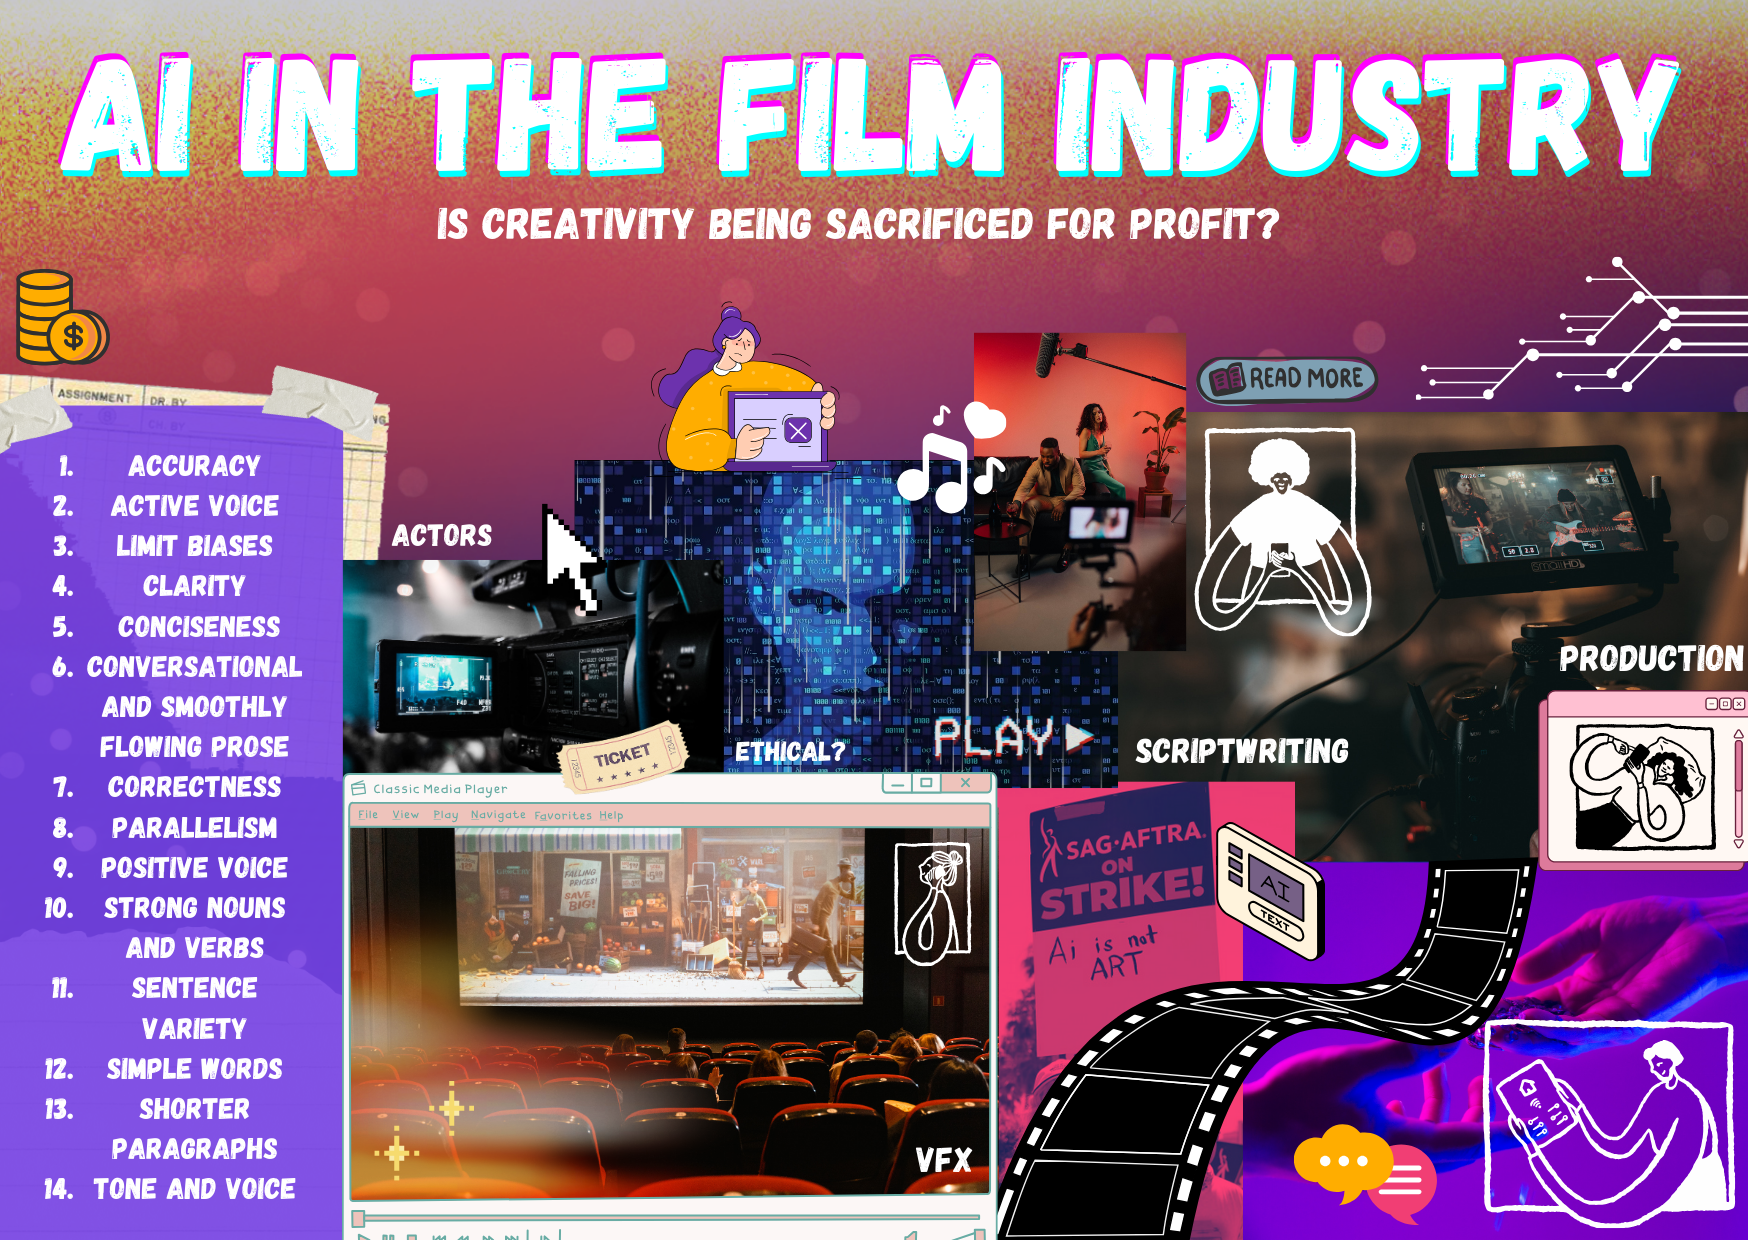 AI IN THE FILM INDUSTRY
IS CREATIVITY BEING SACRIFICED FOR PROFIT?
READ MORE
ASSIGNMENT
DR. BY
1. ACCURACY
2. ACTIVE VOICE
3. LIMIT BIASES
4. CLARITY
5. CONCISENESS
6. CONVERSATIONAL
AND SMOOTHLY
FLOWING PROSE
7. CORRECTNESS
8. PARALLELISM
9. POSITIVE VOICE
10. STRONG NOUNS
AND VERBS
11. SENTENCE
VARIETY
12. SIMPLE WORDS
13. SHORTER
PARAGRAPHS
14. TONE AND VOICE
ACTORS
ETHICAL?
PLAY
SCRIPTWRITING
PRODUCTION
smallHD
TICKET
12345
12345
Classic Media Player
File View Play Navigate Favorites Help
FALLING
PRICES!
SAVE
BIG!
VFX
SAG·AFTRA
ON
STRIKE!
Ai is not
ART
AI
TEXT